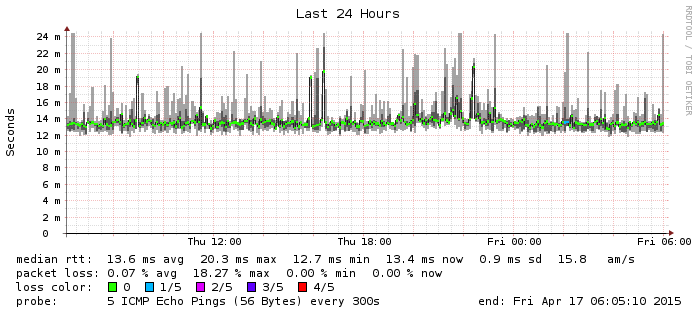 Last 24 Hours
RRDTOOL / TOBI OETIKER
Seconds
24 m
22 m
20 m
18 m
16 m
14 m
12 m
10 m
8 m
6 m
4 m
2 m
0
Thu 12:00 Thu 18:00 Fri 00:00 Fri 06:00
median rtt: 13.6 ms avg 20.3 ms max 12.7 ms min 13.4 ms now 0.9 ms sd 15.8 am/s
packet loss: 0.07 % avg 18.27 % max 0.00 % min 0.00 % now
loss color: 0 1/5 2/5 3/5 4/5
probe: 5 ICMP Echo Pings (56 Bytes) every 300s end: Fri Apr 17 06:05:10 2015